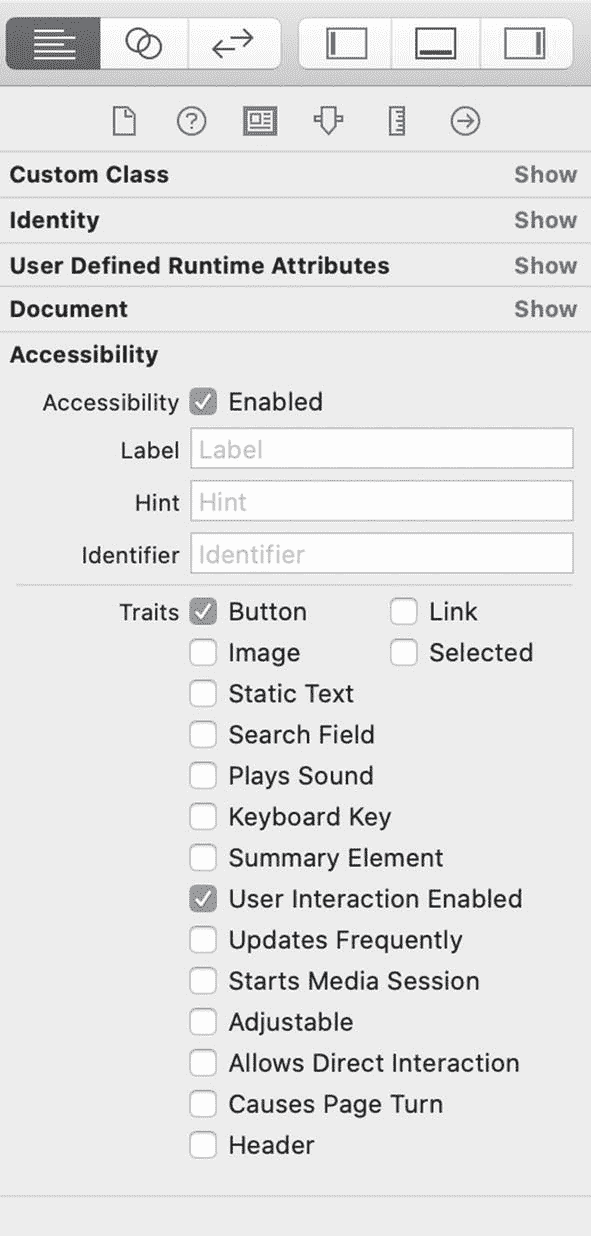 Custom Class Show
Identity Show
User Defined Runtime Attributes Show
Document Show
Accessibility
Accessibility Enabled
Label Label
Hint Hint
Identifier Identifier
Traits Button Link
Image Selected
Static Text
Search Field
Plays Sound
Keyboard Key
Summary Element
User Interaction Enabled
Updates Frequently
Starts Media Session
Adjustable
Allows Direct Interaction
Causes Page Turn
Header